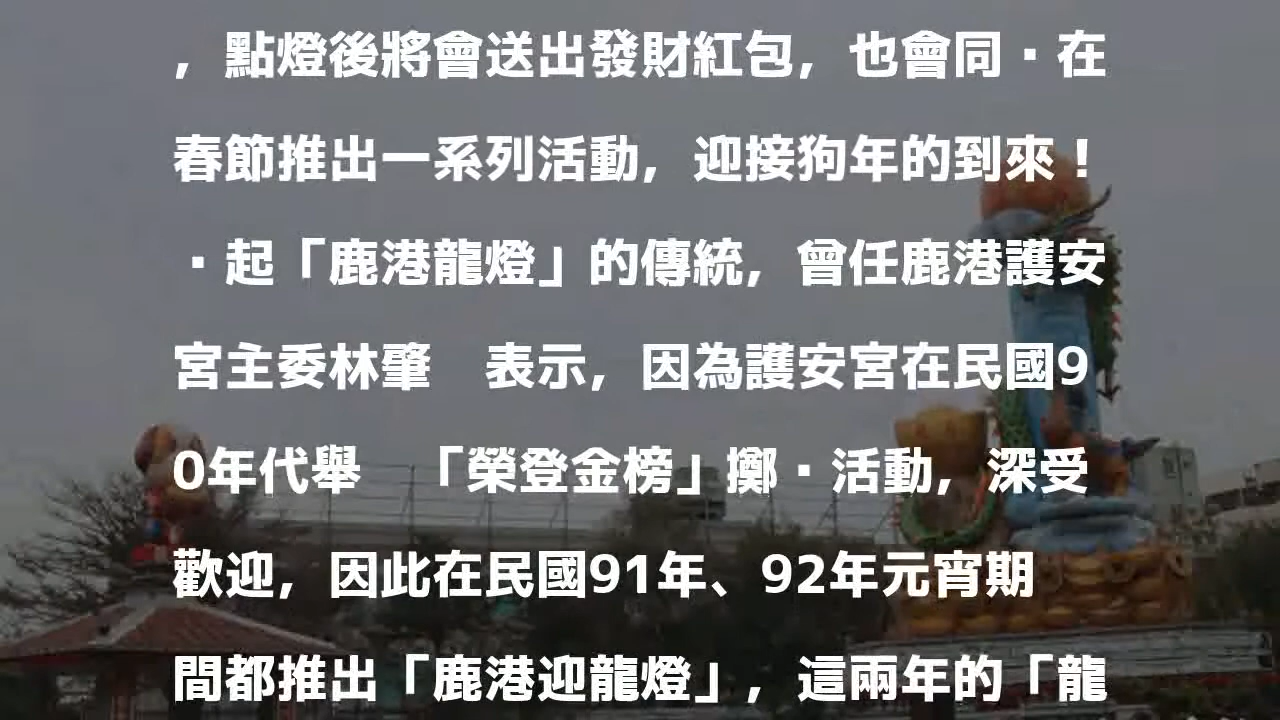 ，點燈後將會送出發財紅包，也會同·在
春節推出一系列活動，迎接狗年的到來！
·起「鹿港龍燈」的傳統，曾任鹿港護安
宮主委林肇　表示，因為護安宮在民國9
0年代舉　「榮登金榜」擲·活動，深受
歡迎，因此在民國91年、92年元宵期
間都推出「鹿港迎龍燈」，這兩年的「龍